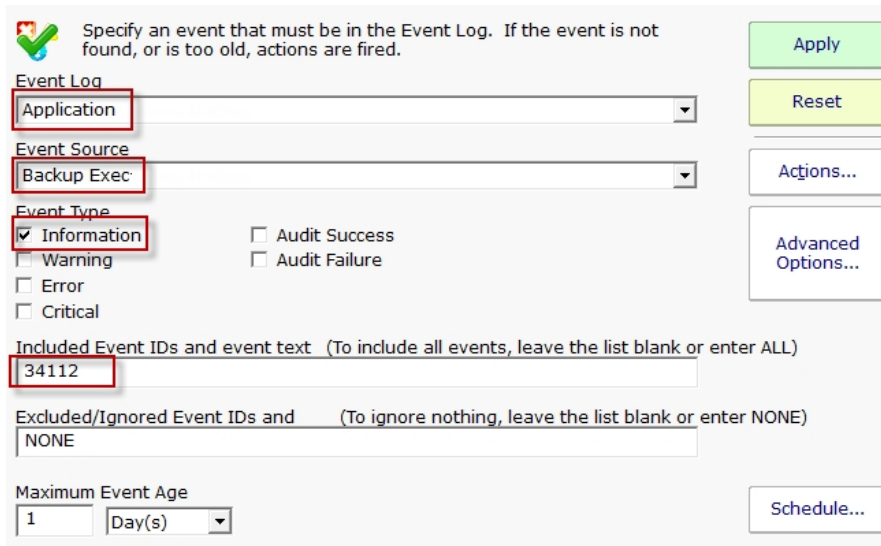 Specify an event that must be in the Event Log.  If the event is not
found, or is too old, actions are fired.
Apply
Event Log
Application
Reset
Event Source
Backup Exec
Actions...
Event Type
Information
Audit Success
Warning
Audit Failure
Advanced
Options...
Error
Critical
Included Event IDs and event text  (To include all events, leave the list blank or enter ALL)
34112
Excluded/Ignored Event IDs and (To ignore nothing, leave the list blank or enter NONE)
NONE
Maximum Event Age
1 Day(s)
Schedule...